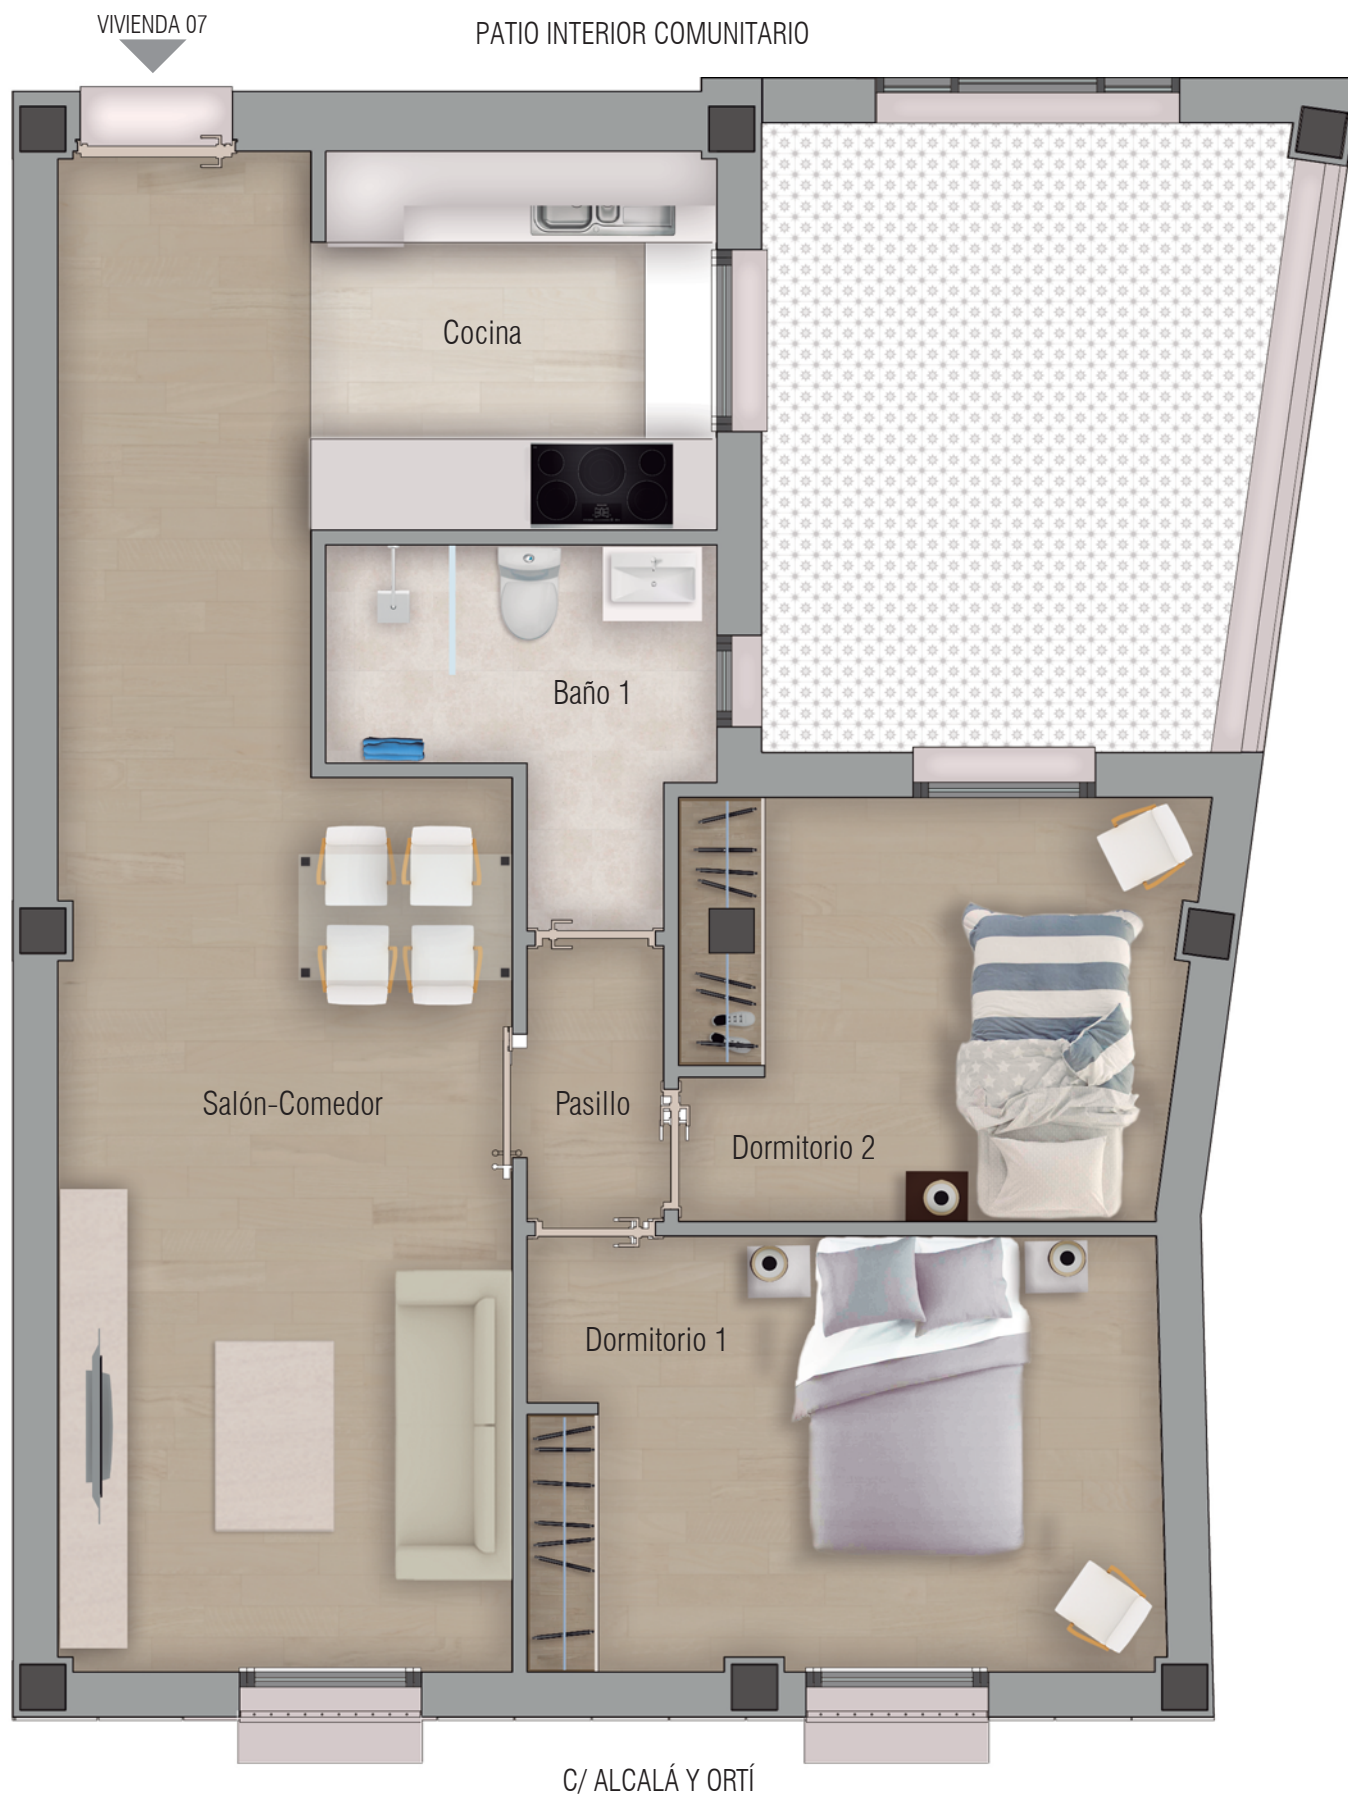 VIVIENDA 07
PATIO INTERIOR COMUNITARIO
Cocina
Baño 1
Salón-Comedor
Pasillo
Dormitorio 2
Dormitorio 1
C/ ALCALÁ Y ORTÍ